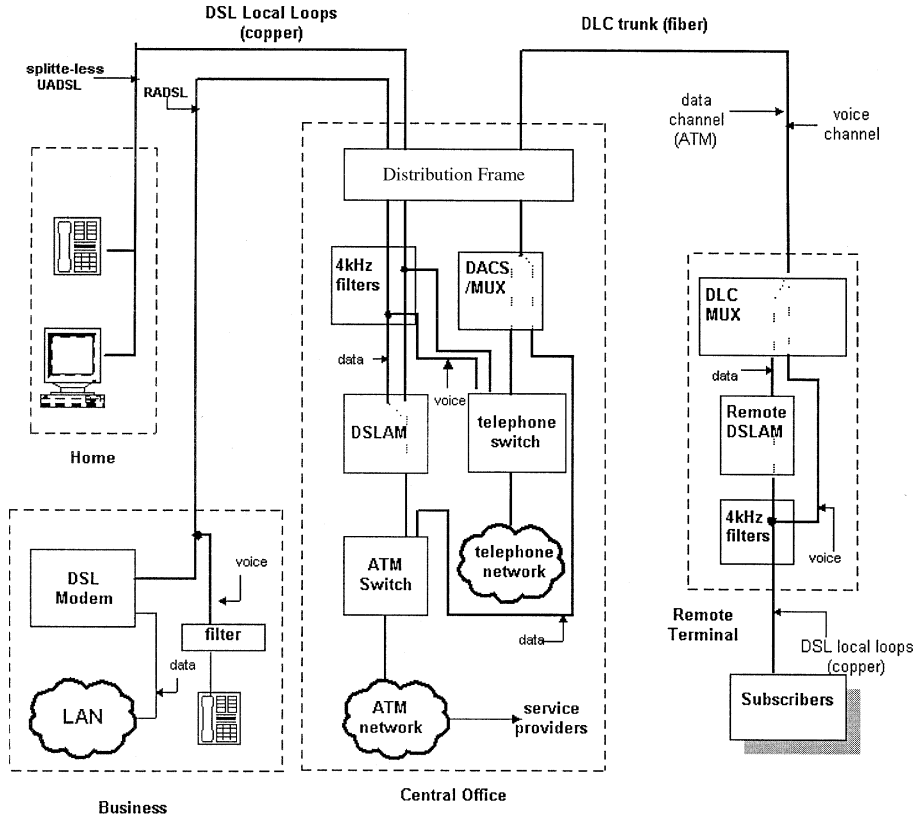 DSL Local Loops
(copper)
DLC trunk (fiber)
splitte-less
UADSL
RADSL
data
channel
(ATM)
voice
channel
Distribution Frame
4kHz
filters
DACS
/MUX
DLC
MUX
data
voice
data
DSLAM
telephone
switch
Remote
DSLAM
Home
4kHz
filters
voice
DSL
Modem
voice
ATM
Switch
telephone
network
filter
data
data
Remote
Terminal
DSL local loops
(copper)
LAN
ATM
network
service
providers
Subscribers
Business
Central Office